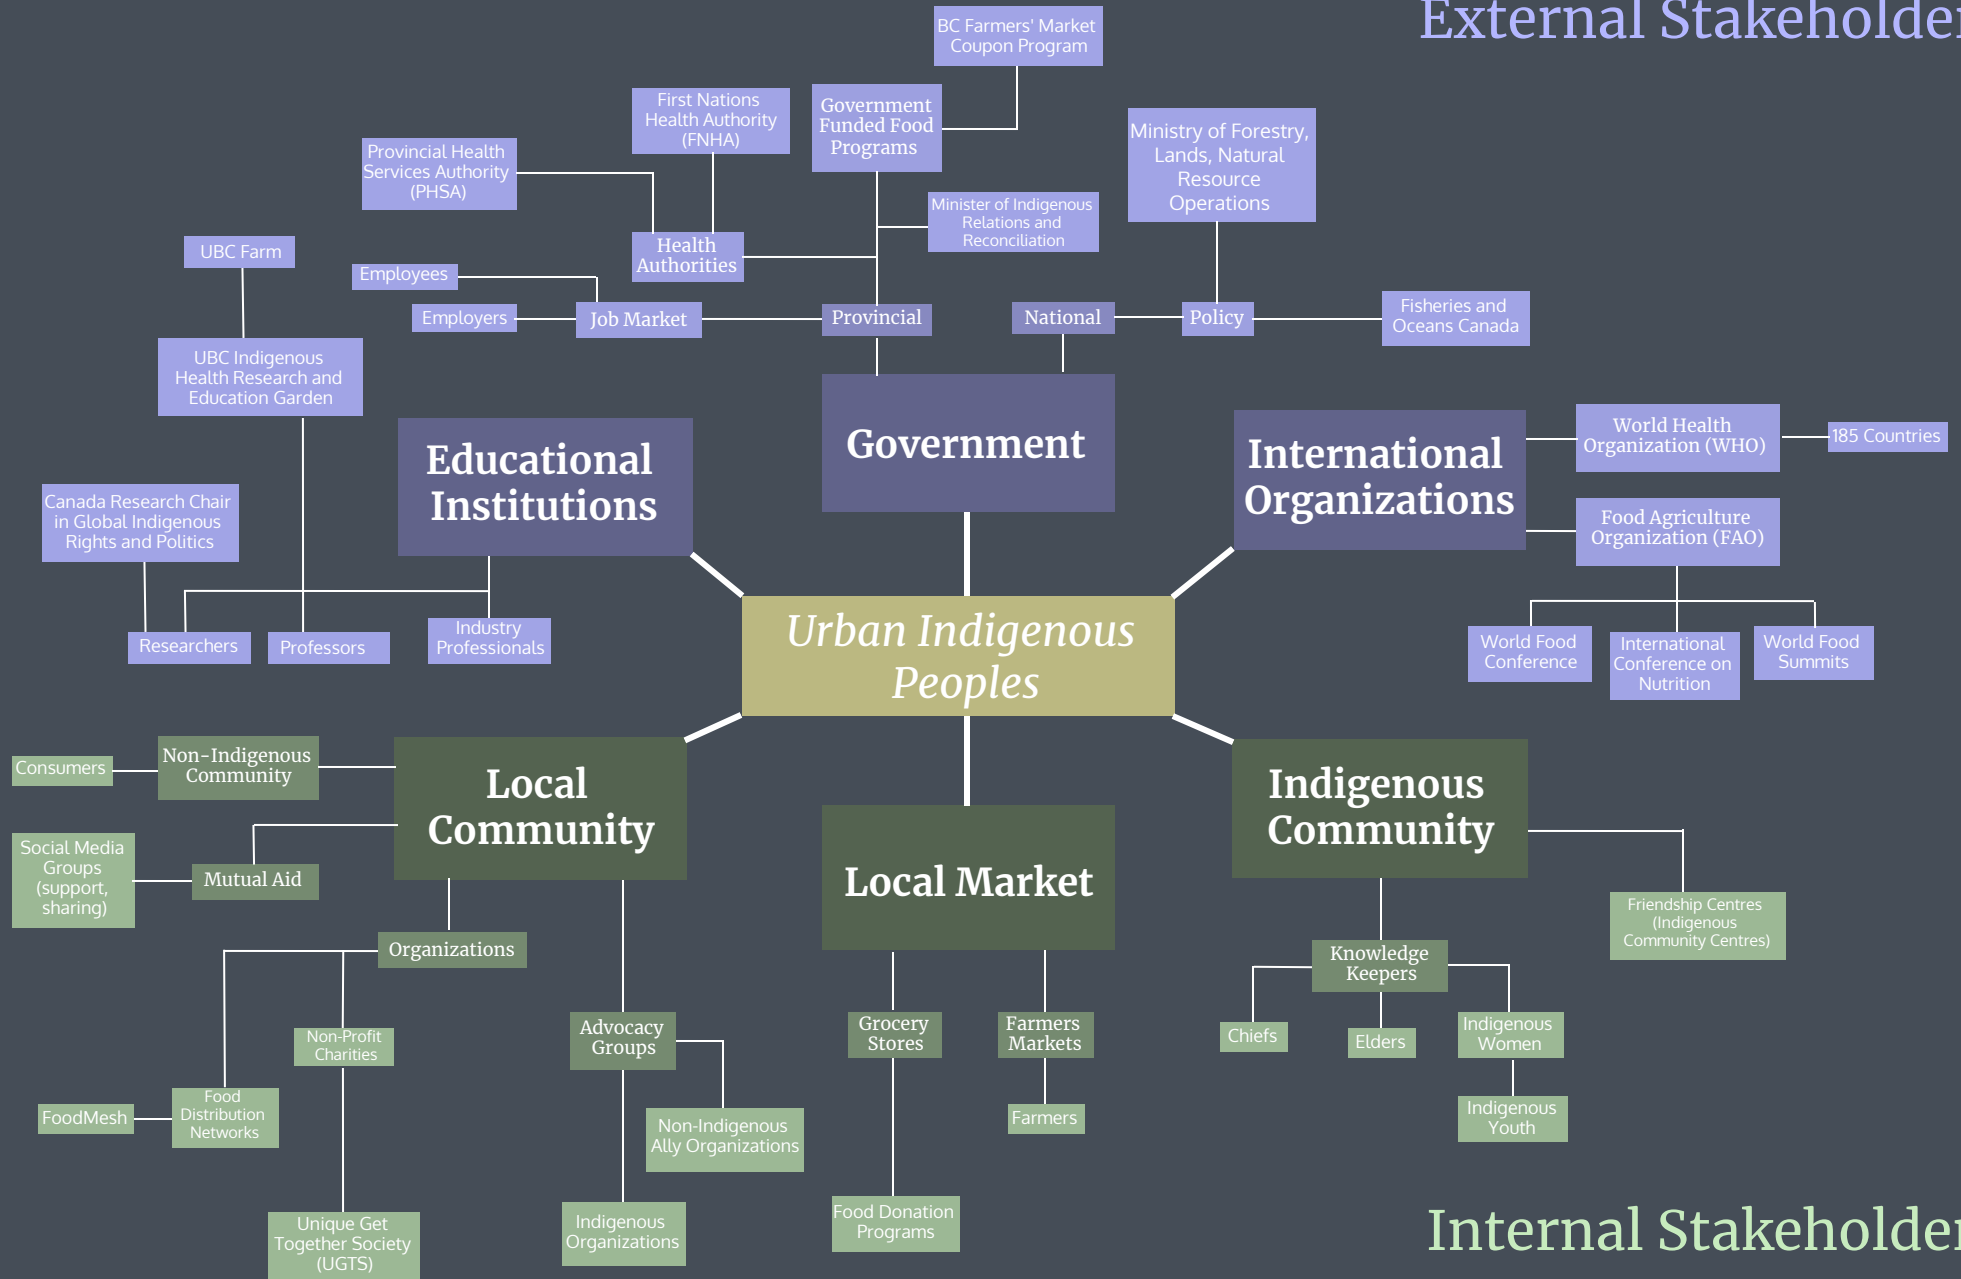 External Stakeholder
BC Farmers' Market
Coupon Program
Government
Funded Food
Programs
First Nations
Health Authority
(FNHA)
Ministry of Forestry,
Lands, Natural
Resource
Operations
Provincial Health
Services Authority
(PHSA)
Minister of Indigenous
Relations and
Reconciliation
Health
Authorities
UBC Farm
Employees
Employers
Job Market
Provincial
National
Policy
Fisheries and
Oceans Canada
UBC Indigenous
Health Research and
Education Garden
Educational
Institutions
Government
International
Organizations
World Health
Organization (WHO)
185 Countries
Food Agriculture
Organization (FAO)
Canada Research Chair
in Global Indigenous
Rights and Politics
Researchers
Professors
Industry
Professionals
Urban Indigenous
Peoples
World Food
Conference
International
Conference on
Nutrition
World Food
Summits
Consumers
Non-Indigenous
Community
Local
Community
Local Market
Indigenous
Community
Social Media
Groups
(support,
sharing)
Mutual Aid
Organizations
Friendship Centres
(Indigenous
Community Centres)
Knowledge
Keepers
Non-Profit
Charities
Advocacy
Groups
Grocery
Stores
Farmers
Markets
Chiefs
Elders
Indigenous
Women
FoodMesh
Food
Distribution
Networks
Non-Indigenous
Ally Organizations
Farmers
Indigenous
Youth
Unique Get
Together Society
(UGTS)
Indigenous
Organizations
Food Donation
Programs
Internal Stakeholder